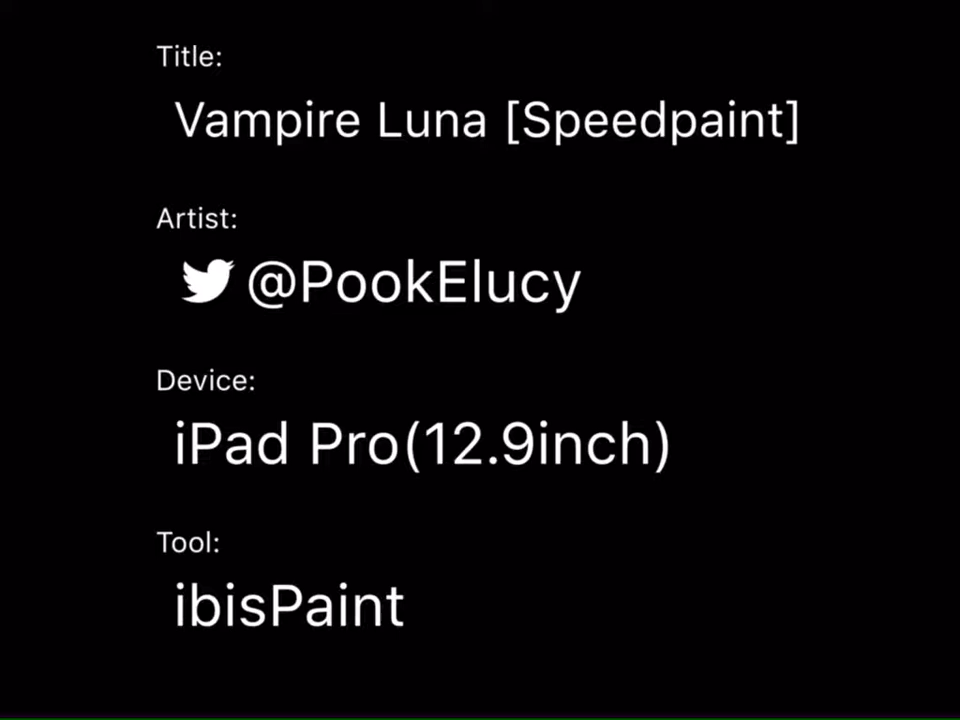 Title:
Vampire Luna [Speedpaint]
Artist:
@PookElucy
Device:
iPad Pro(12.9inch)
Tool:
ibisPaint